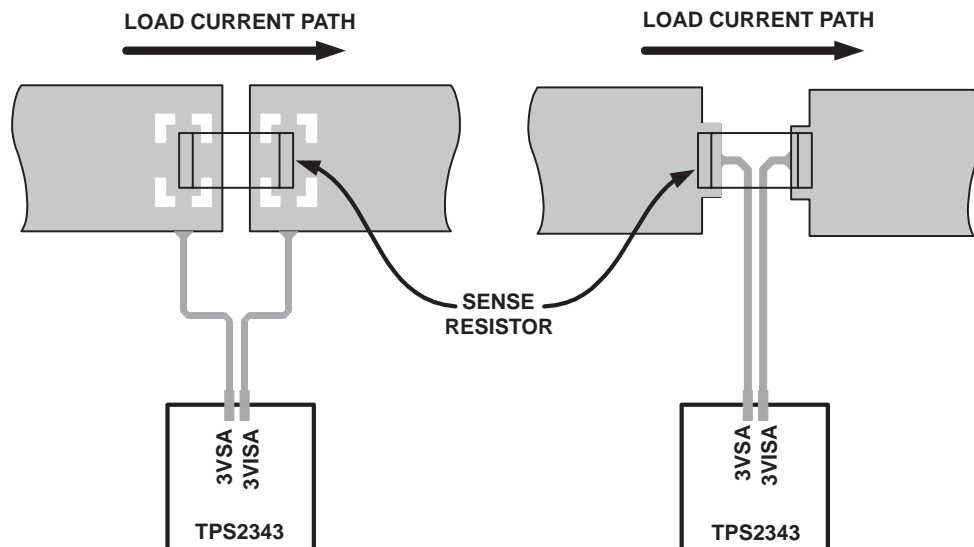 LOAD CURRENT PATH
LOAD CURRENT PATH
SENSE
RESISTOR
3VSA
3VISA
TPS2343
3VSA
3VISA
TPS2343